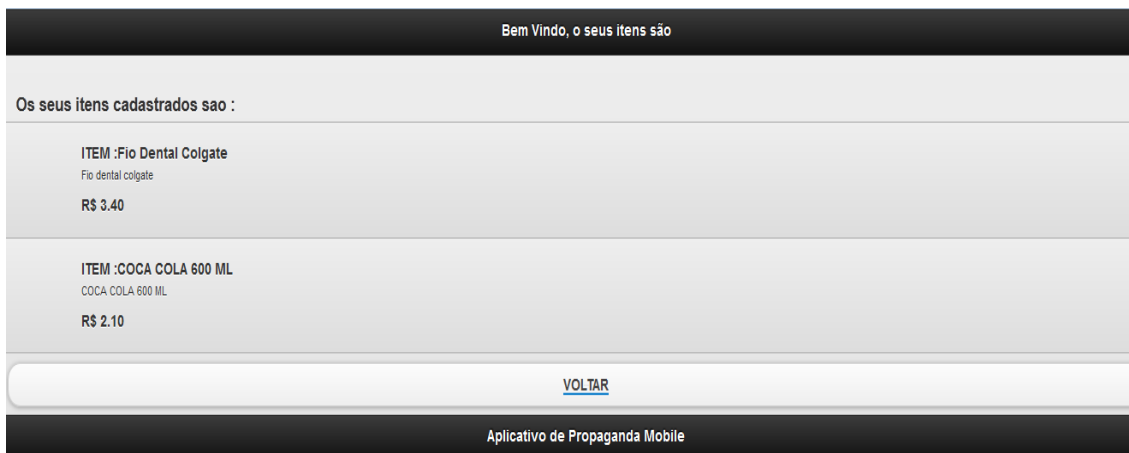 Bem Vindo, o seus itens são
Os seus itens cadastrados sao :
ITEM :Fio Dental Colgate
Fio dental colgate
R$ 3.40
ITEM :COCA COLA 600 ML
COCA COLA 600 ML
R$ 2.10
VOLTAR
Aplicativo de Propaganda Mobile